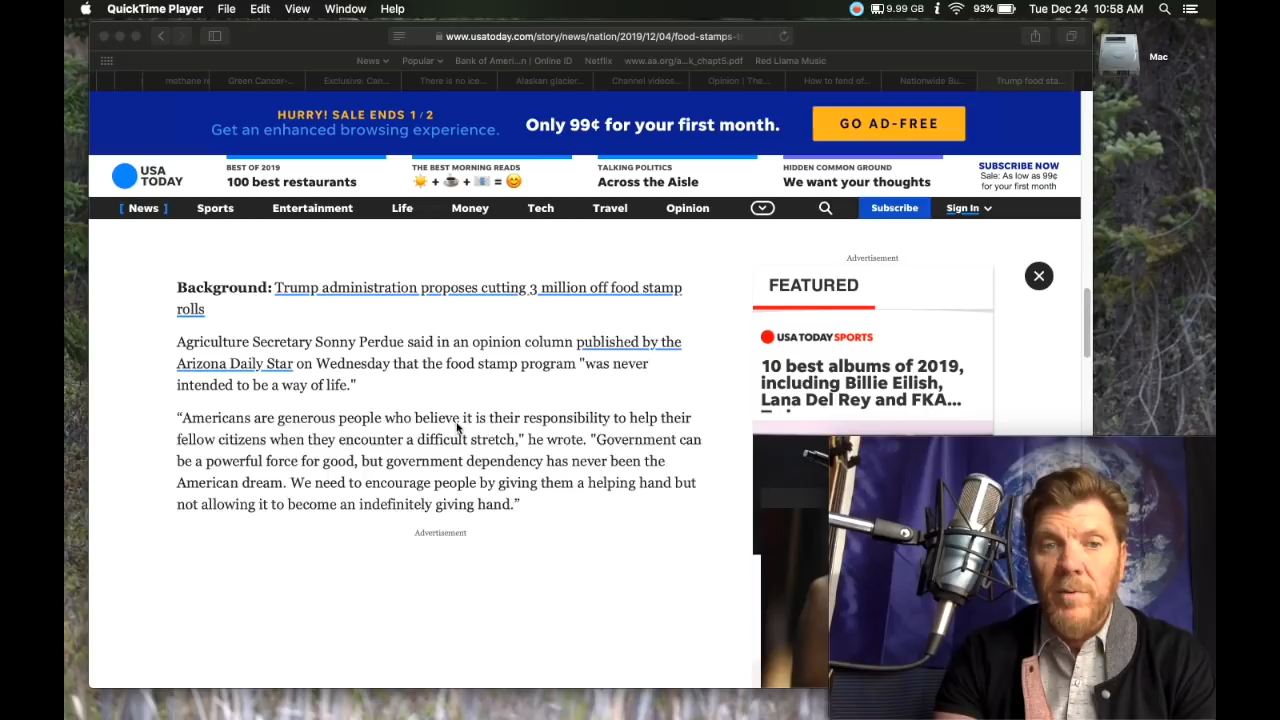 QuickTime Player File Edit View Window Help 9.99 GB 93% Tue Dec 24 10:58 AM
www.usatoday.com/story/news/nation/2019/12/04/food-stamps-
Mac
News Popular Bank of Ameri...n | Online ID Netflix www.aa.org/a...k_chapt5.pdf Red Llama Music
methane re Green Cancer-... Exclusive: Can... There is no ice... Alaskan glacier... Channel videos... Opinion | The... How to fend of... Nationwide Bu... Trump food sta...
HURRY! SALE ENDS 1/2
Get an enhanced browsing experience.
Only 99¢ for your first month.
GO AD-FREE
USA TODAY
BEST OF 2019
100 best restaurants
THE BEST MORNING READS
☀️ + ☕ + 📰 = 😊
TALKING POLITICS
Across the Aisle
HIDDEN COMMON GROUND
We want your thoughts
SUBSCRIBE NOW
Sale: As low as 99¢
for your first month
[ News ] Sports Entertainment Life Money Tech Travel Opinion Subscribe Sign In
Background: Trump administration proposes cutting 3 million off food stamp
rolls
Agriculture Secretary Sonny Perdue said in an opinion column published by the
Arizona Daily Star on Wednesday that the food stamp program "was never
intended to be a way of life."
“Americans are generous people who believe it is their responsibility to help their
fellow citizens when they encounter a difficult stretch,” he wrote. "Government can
be a powerful force for good, but government dependency has never been the
American dream. We need to encourage people by giving them a helping hand but
not allowing it to become an indefinitely giving hand.”
Advertisement
Advertisement
FEATURED
USA TODAY SPORTS
10 best albums of 2019,
including Billie Eilish,
Lana Del Rey and FKA...